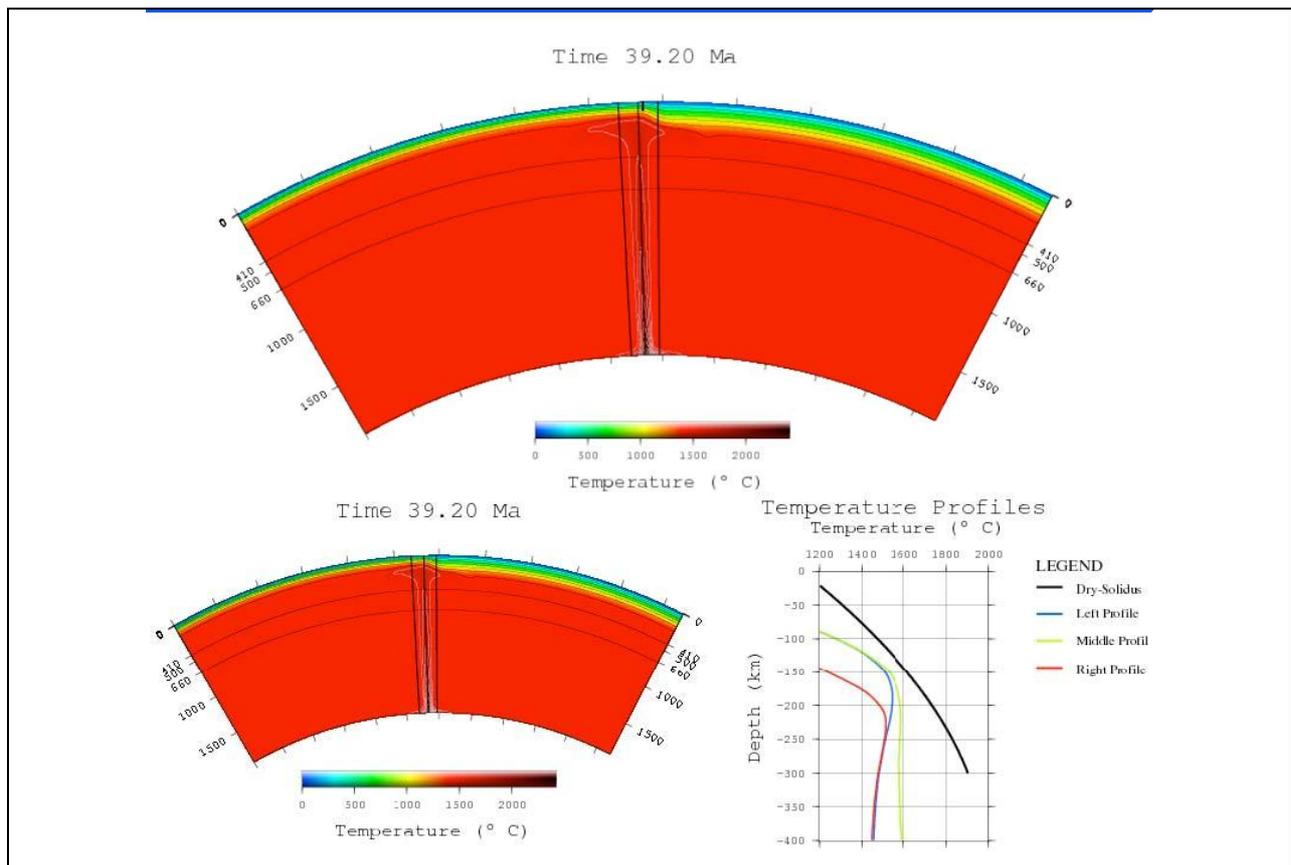 Time 39.20 Ma
0
410
500
660
1000
1500
0
410
500
660
1000
1500
0 500 1000 1500 2000
Temperature (° C)
Time 39.20 Ma
0
410
500
660
1000
1500
0
410
500
660
1000
1500
0 500 1000 1500 2000
Temperature (° C)
Temperature Profiles
Temperature (° C)
1200 1400 1600 1800 2000
0
-50
-100
-150
-200
-250
-300
-350
-400
Depth (km)
LEGEND
Dry-Solidus
Left Profile
Middle Profil
Right Profile